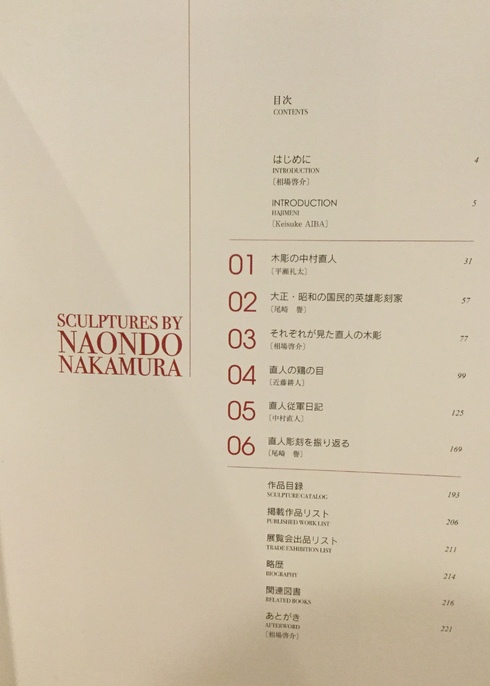 目次
CONTENTS
はじめに 4
INTRODUCTION
〔相場啓介〕
INTRODUCTION 5
HAJIMENI
〔Keisuke AIBA〕
01 木彫の中村直人 31
〔平瀬礼太〕
02 大正・昭和の国民的英雄彫刻家 57
〔尾﨑 譽〕
03 それぞれが見た直人の木彫 77
〔相場啓介〕
04 直人の鶏の目 99
〔近藤耕人〕
05 直人従軍日記 125
〔中村直人〕
06 直人彫刻を振り返る 169
〔尾﨑 譽〕
SCULPTURES BY
NAONDO
NAKAMURA
作品目録 193
SCULPTURE CATALOG
掲載作品リスト 206
PUBLISHED WORK LIST
展覧会出品リスト 211
TRADE EXHIBITION LIST
略歴 214
BIOGRAPHY
関連図書 216
RELATED BOOKS
あとがき 221
AFTERWORD
〔相場啓介〕